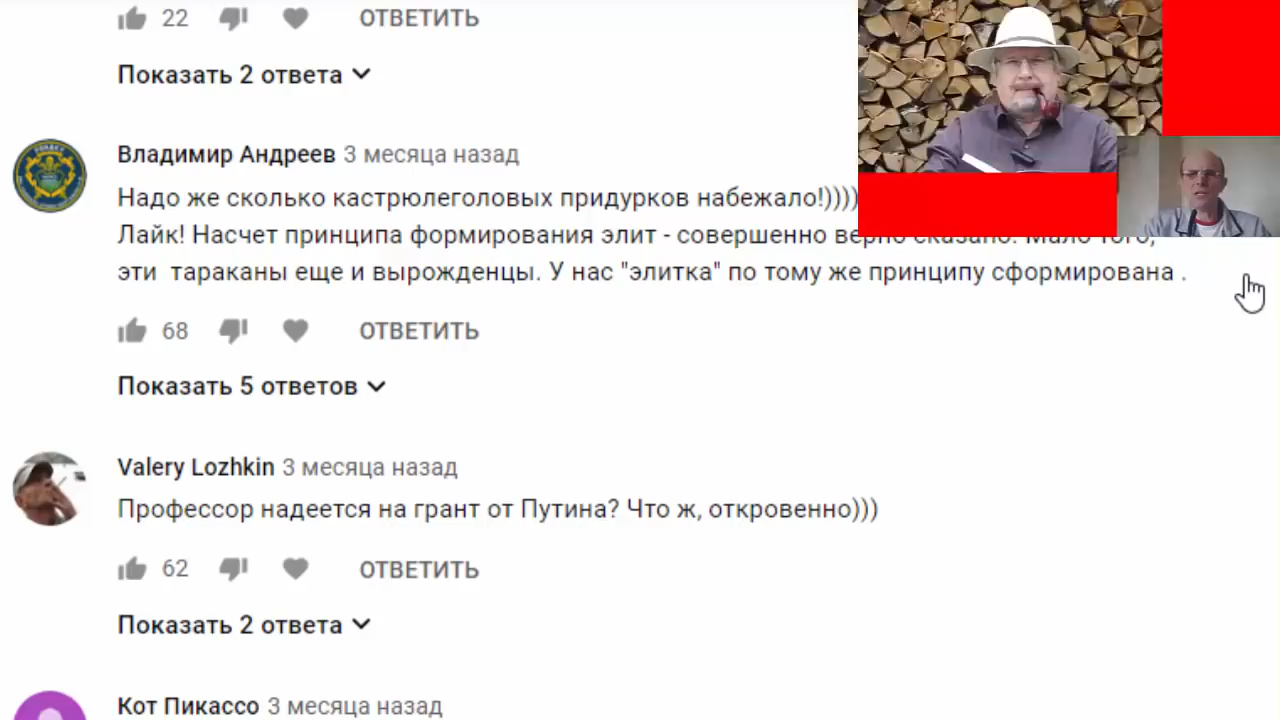 22 ОТВЕТИТЬ
Показать 2 ответа
Владимир Андреев 3 месяца назад
Надо же сколько кастрюлеголовых придурков набежало!))))
Лайк! Насчет принципа формирования элит - совершенно верно сказано! Мало того,
эти тараканы еще и вырожденцы. У нас "элитка" по тому же принципу сформирована .
68 ОТВЕТИТЬ
Показать 5 ответов
Valery Lozhkin 3 месяца назад
Профессор надеется на грант от Путина? Что ж, откровенно)))
62 ОТВЕТИТЬ
Показать 2 ответа
Кот Пикассо 3 месяца назад